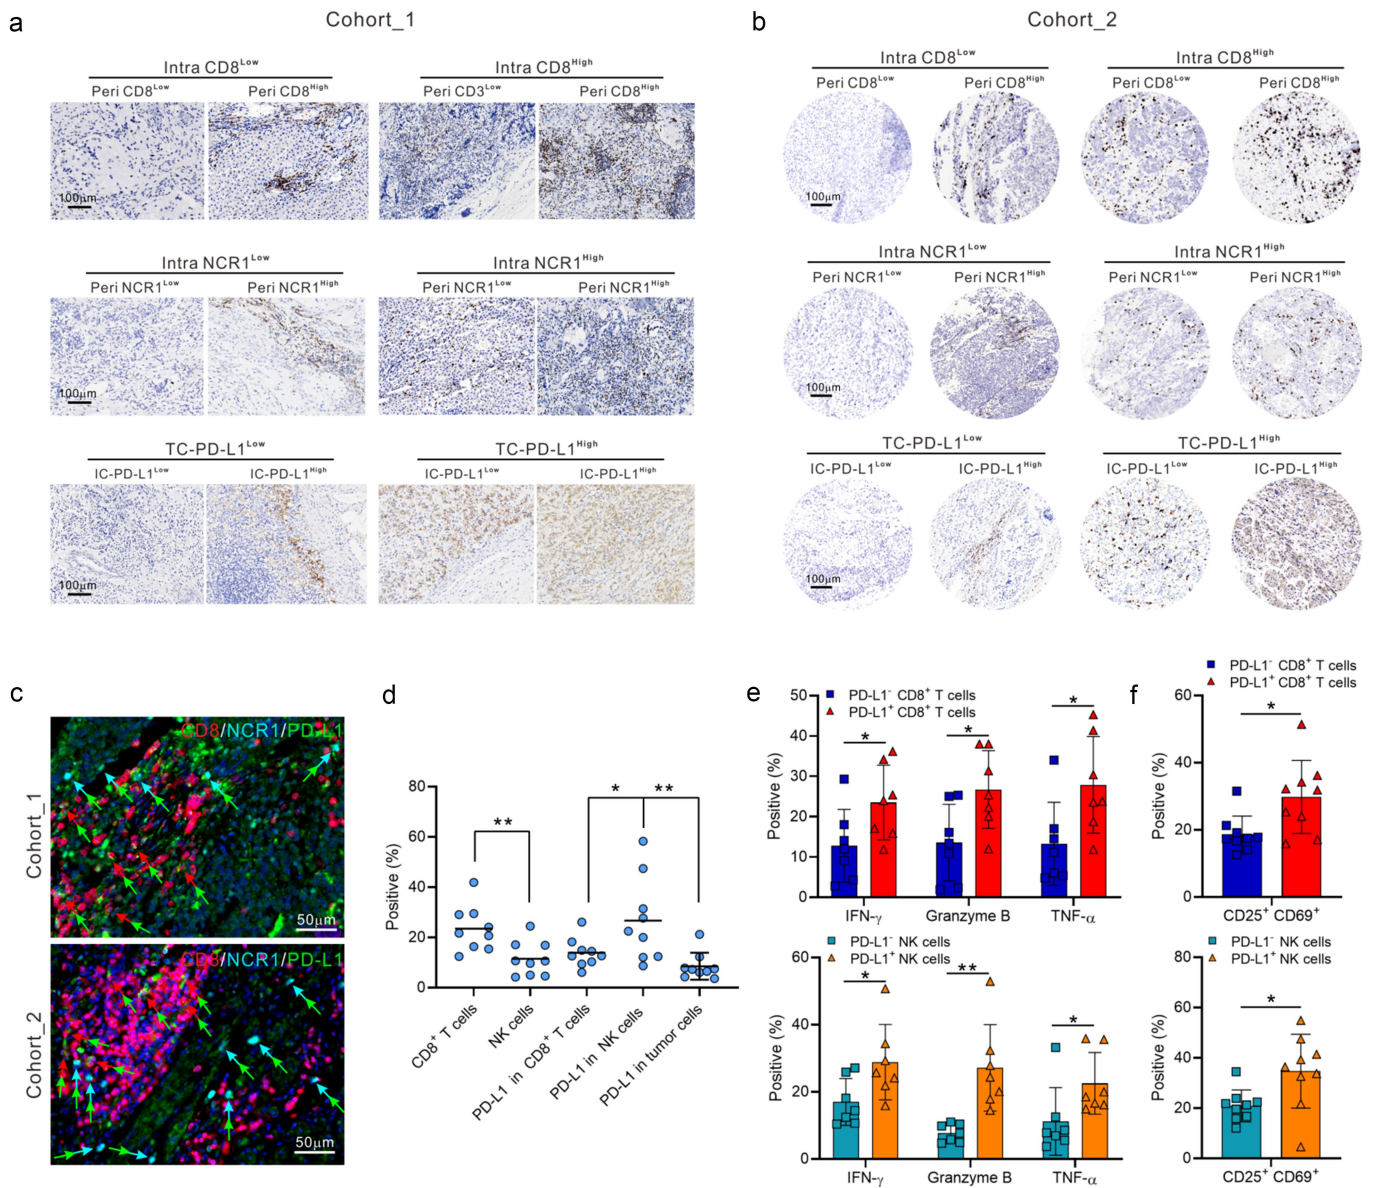 a
Cohort_1
Intra CD8Low
Intra CD8High
Peri CD8Low
Peri CD8High
Peri CD3Low
Peri CD8High
100μm
Intra NCR1Low
Intra NCR1High
Peri NCR1Low
Peri NCR1High
Peri NCR1Low
Peri NCR1High
100μm
TC-PD-L1Low
TC-PD-L1High
IC-PD-L1Low
IC-PD-L1High
IC-PD-L1Low
IC-PD-L1High
100μm
b
Cohort_2
Intra CD8Low
Intra CD8High
Peri CD8Low
Peri CD8High
Peri CD8Low
Peri CD8High
100μm
Intra NCR1Low
Intra NCR1High
Peri NCR1Low
Peri NCR1High
Peri NCR1Low
Peri NCR1High
100μm
TC-PD-L1Low
TC-PD-L1High
IC-PD-L1Low
IC-PD-L1High
IC-PD-L1Low
IC-PD-L1High
100μm
c
CD8/NCR1/PD-L1
Cohort_1
50μm
CD8/NCR1/PD-L1
Cohort_2
50μm
d
Positive (%)
80
60
40
20
0
**
*
**
CD8+ T cells
NK cells
PD-L1 in CD8+ T cells
PD-L1 in NK cells
PD-L1 in tumor cells
e
PD-L1- CD8+ T cells
PD-L1+ CD8+ T cells
Positive (%)
50
40
30
20
10
0
*
*
*
IFN-γ
Granzyme B
TNF-α
PD-L1- NK cells
PD-L1+ NK cells
Positive (%)
60
40
20
0
*
**
*
IFN-γ
Granzyme B
TNF-α
f
PD-L1- CD8+ T cells
PD-L1+ CD8+ T cells
Positive (%)
60
40
20
0
*
CD25+ CD69+
PD-L1- NK cells
PD-L1+ NK cells
Positive (%)
80
60
40
20
0
*
CD25+ CD69+